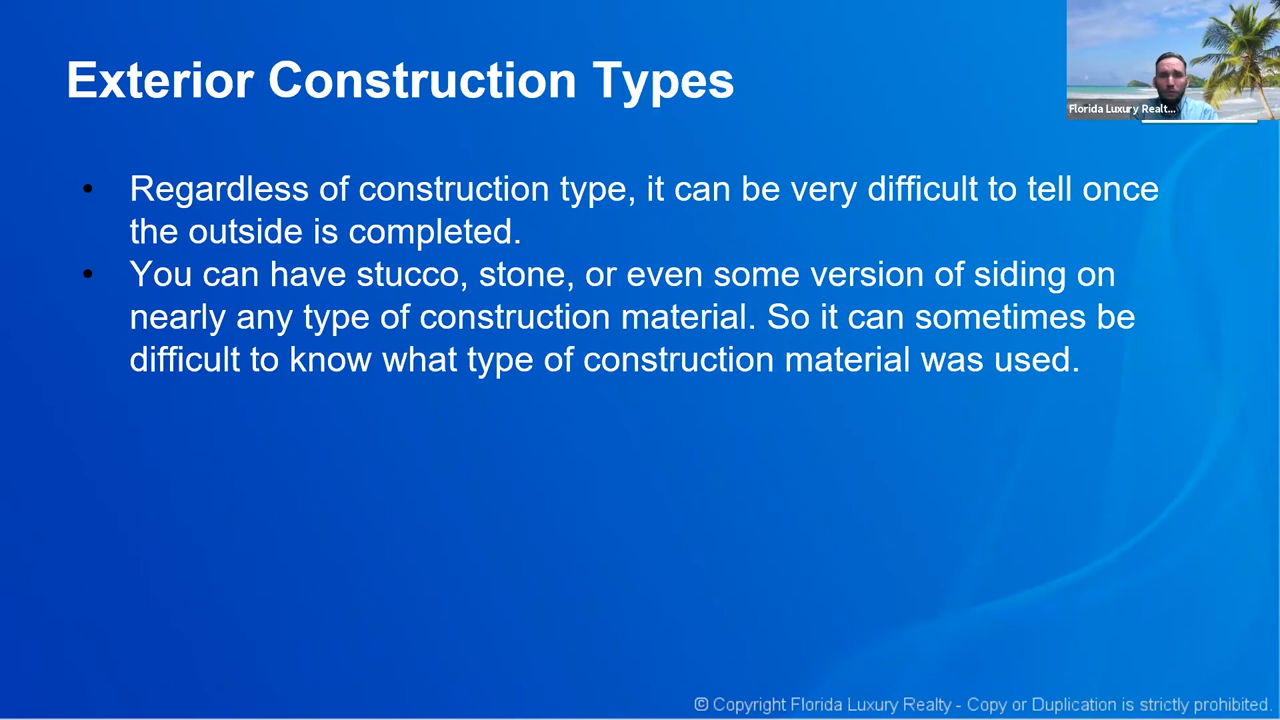 Exterior Construction Types
Florida Luxury Realt...
• Regardless of construction type, it can be very difficult to tell once
the outside is completed.
• You can have stucco, stone, or even some version of siding on
nearly any type of construction material. So it can sometimes be
difficult to know what type of construction material was used.
© Copyright Florida Luxury Realty - Copy or Duplication is strictly prohibited.